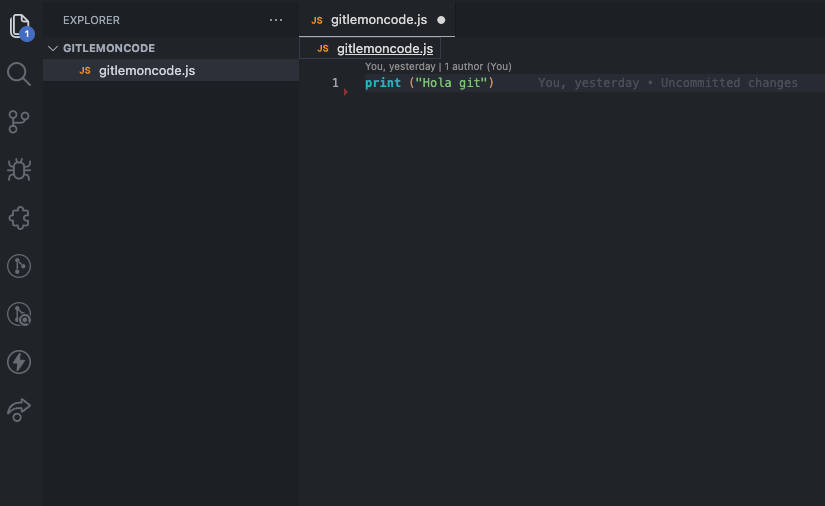 EXPLORER
···
JS gitlemoncode.js
1
GITLEMONCODE
JS gitlemoncode.js
JS gitlemoncode.js
You, yesterday | 1 author (You)
1 print ("Hola git") You, yesterday • Uncommitted changes